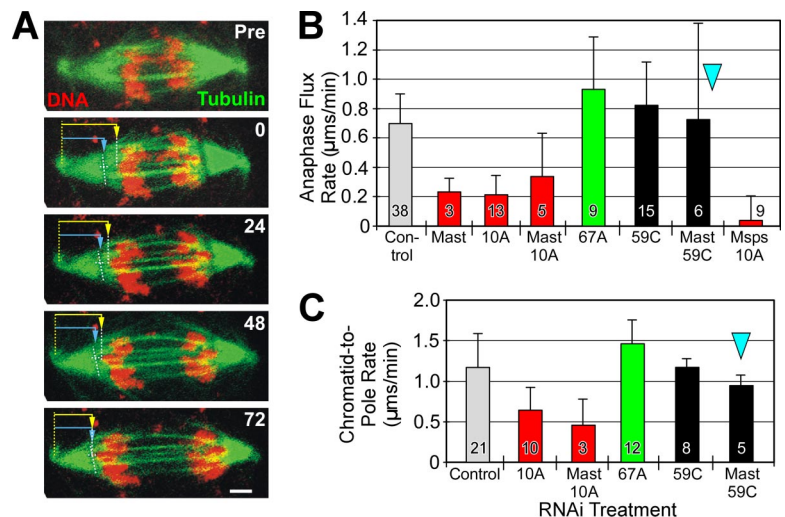 A
Pre
DNA
Tubulin
0
24
48
72
B
Anaphase Flux
Rate (µms/min)
1.4
1.2
1.0
0.8
0.6
0.4
0.2
0
38
3
13
5
9
15
6
9
Con-
trol
Mast
10A
Mast
10A
67A
59C
Mast
59C
Msps
10A
C
Chromatid-to-
Pole Rate
(µms/min)
2.0
1.5
1.0
0.5
0
21
10
3
12
8
5
Control
10A
Mast
10A
67A
59C
Mast
59C
RNAi Treatment